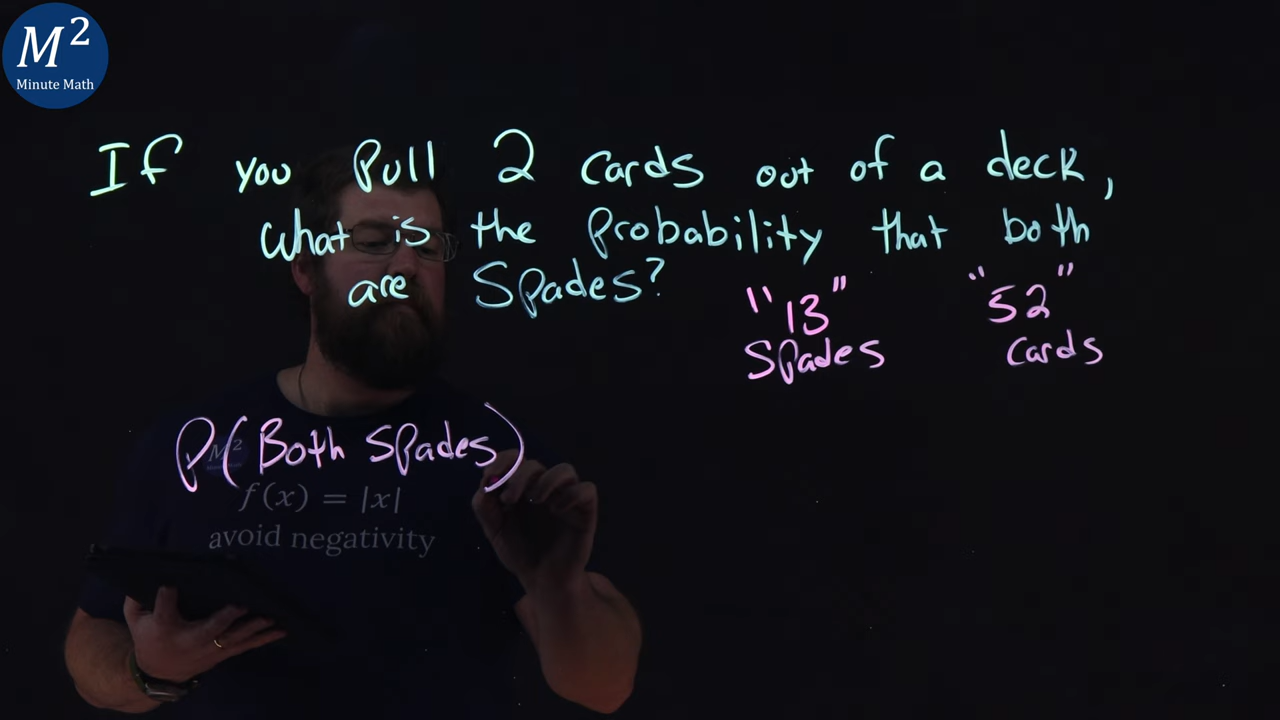 M²
Minute Math
If you Pull 2 cards out of a deck,
what is the Probability that both
are Spades?
"13" "52"
Spades Cards
P(Both Spades)
M²
f(x) = |x|
avoid negativity